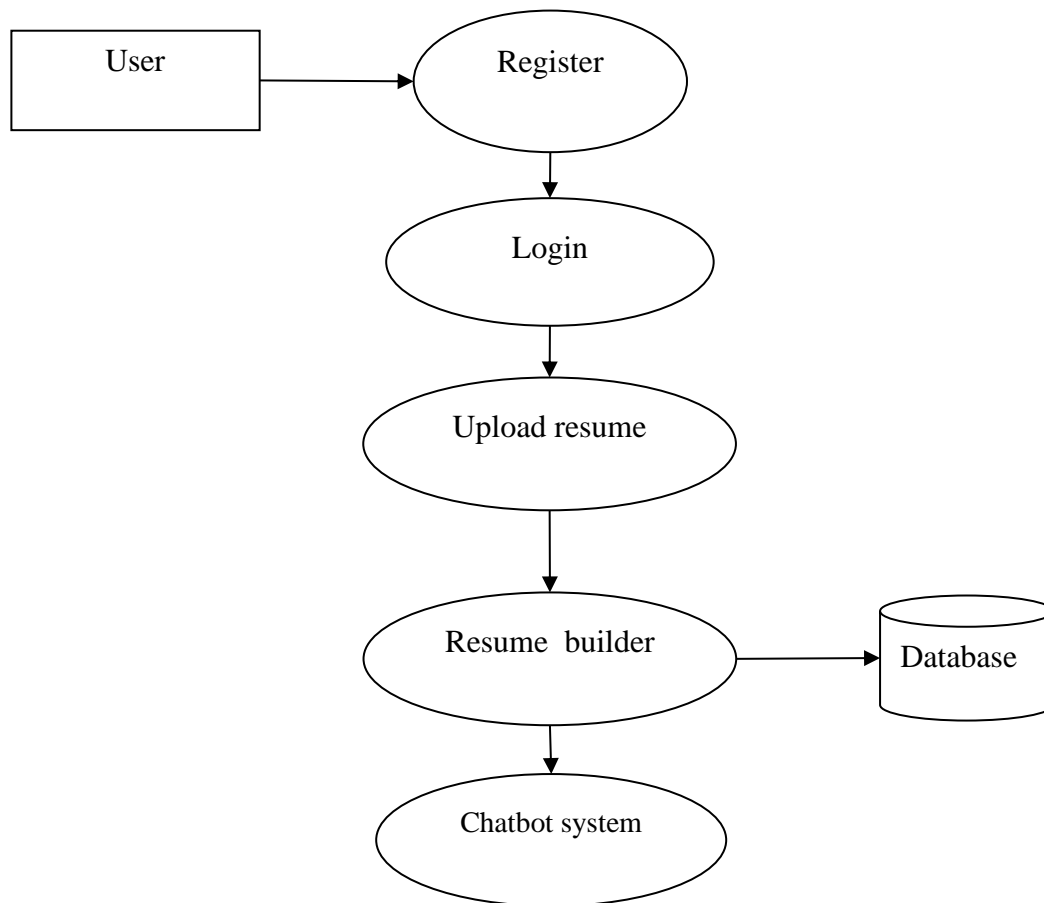 User
Register
Login
Upload resume
Resume  builder
Database
Chatbot system